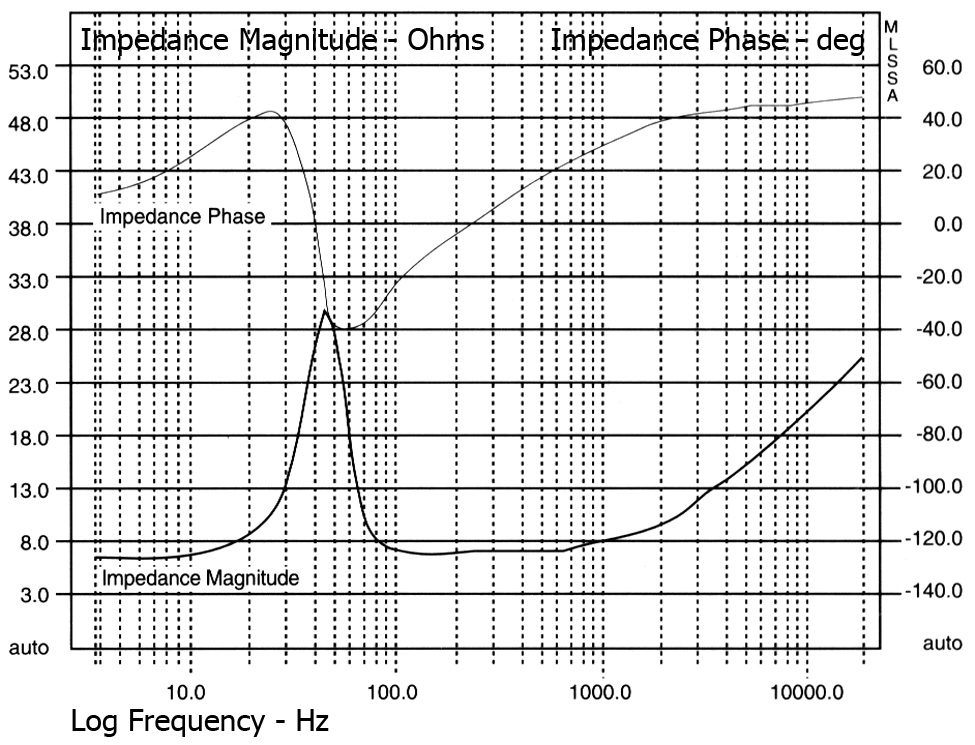 Impedance Magnitude - Ohms Impedance Phase - deg
MLSSA
53.0 60.0
48.0 40.0
43.0 20.0
Impedance Phase
38.0 0.0
33.0 -20.0
28.0 -40.0
23.0 -60.0
18.0 -80.0
13.0 -100.0
8.0 -120.0
Impedance Magnitude
3.0 -140.0
auto auto
10.0 100.0 1000.0 10000.0
Log Frequency - Hz